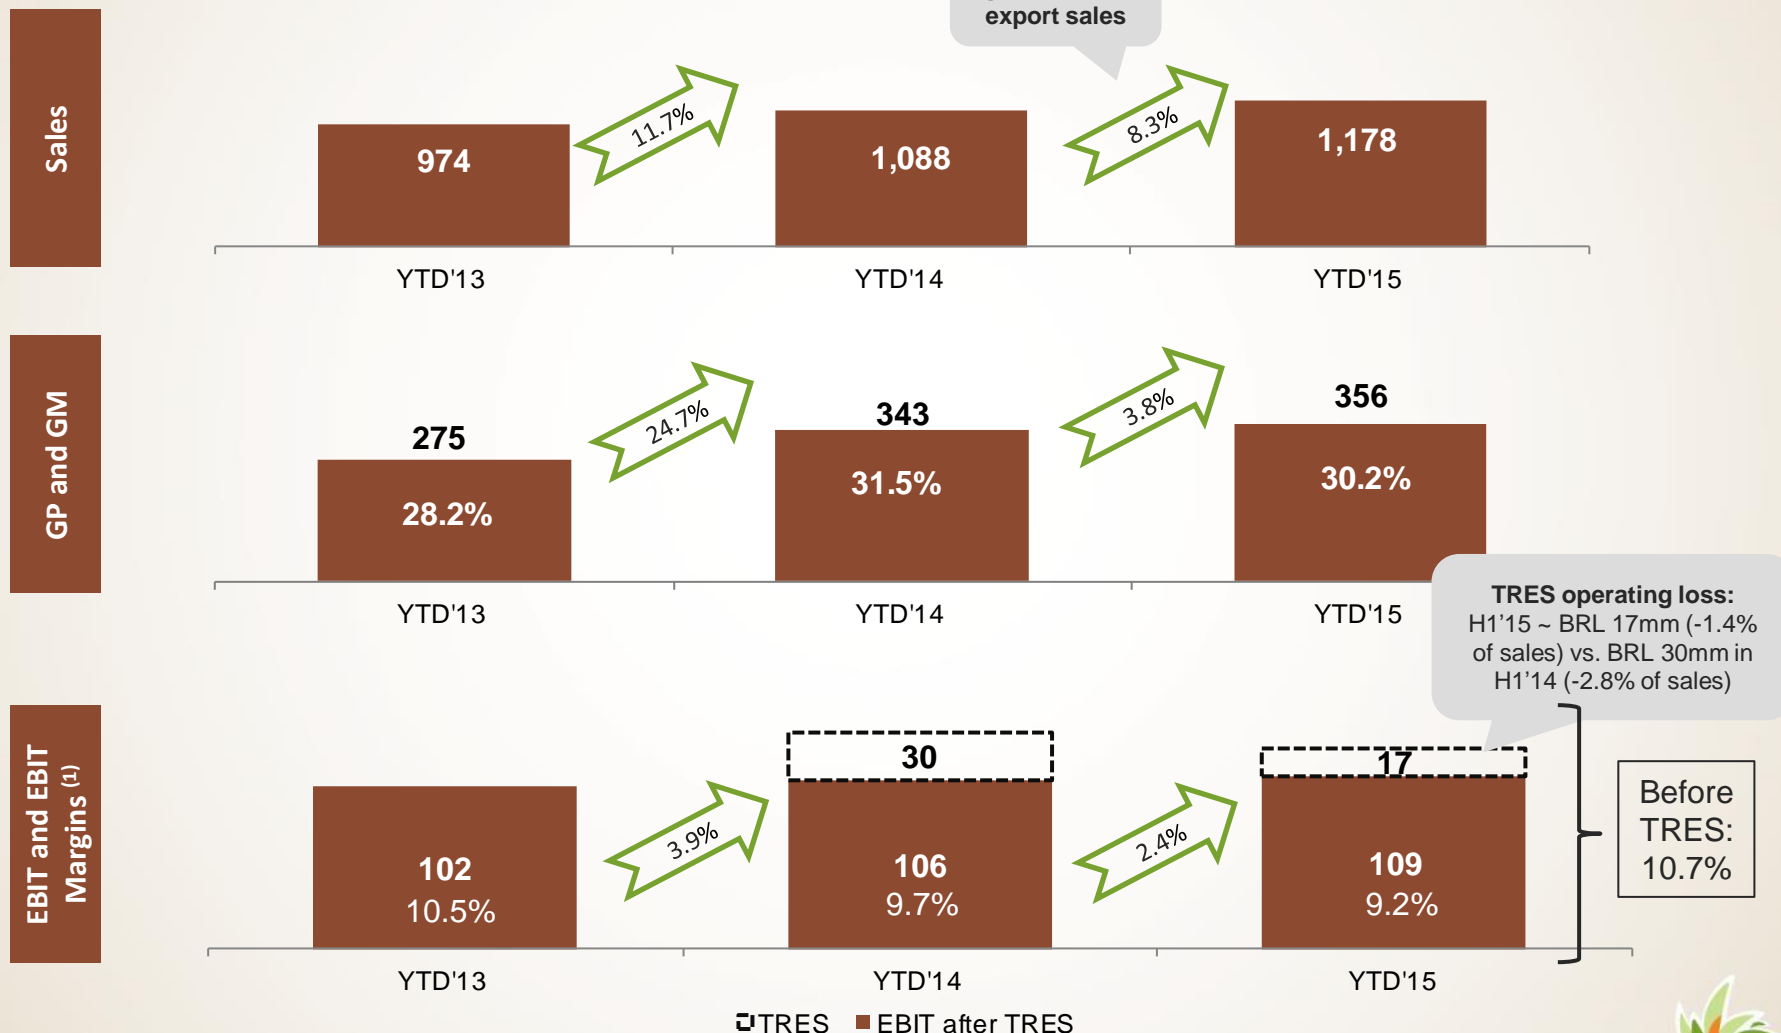 export sales
Sales
11.7%
8.3%
974
1,088
1,178
YTD'13
YTD'14
YTD'15
GP and GM
24.7%
3.8%
275
343
356
28.2%
31.5%
30.2%
YTD'13
YTD'14
YTD'15
TRES operating loss:
H1'15 ~ BRL 17mm (-1.4%
of sales) vs. BRL 30mm in
H1'14 (-2.8% of sales)
EBIT and EBIT
Margins (1)
30
17
3.9%
2.4%
102
10.5%
106
9.7%
109
9.2%
Before
TRES:
10.7%
YTD'13
YTD'14
YTD'15
TRES
EBIT after TRES